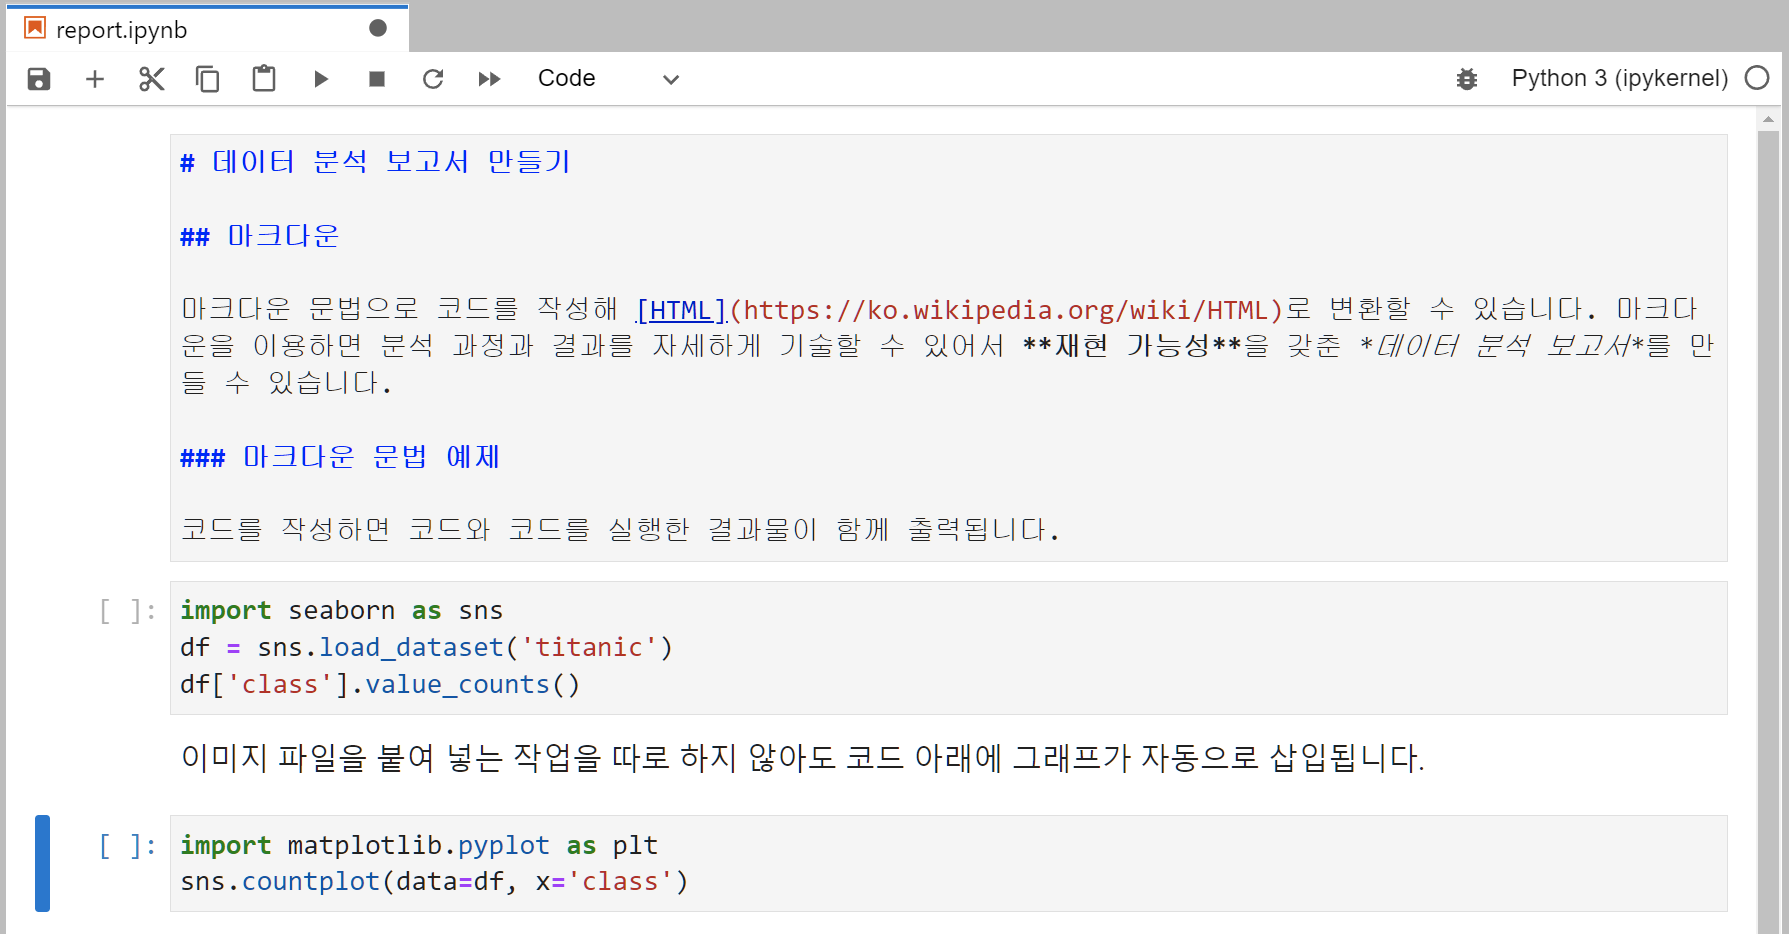 report.ipynb
Code
Python 3 (ipykernel)
# 데이터 분석 보고서 만들기
## 마크다운
마크다운 문법으로 코드를 작성해 [HTML](https://ko.wikipedia.org/wiki/HTML)로 변환할 수 있습니다. 마크다
운을 이용하면 분석 과정과 결과를 자세하게 기술할 수 있어서 **재현 가능성**을 갖춘 *데이터 분석 보고서*를 만
들 수 있습니다.
### 마크다운 문법 예제
코드를 작성하면 코드와 코드를 실행한 결과물이 함께 출력됩니다.
[ ]: import seaborn as sns
df = sns.load_dataset('titanic')
df['class'].value_counts()
이미지 파일을 붙여 넣는 작업을 따로 하지 않아도 코드 아래에 그래프가 자동으로 삽입됩니다.
[ ]: import matplotlib.pyplot as plt
sns.countplot(data=df, x='class')